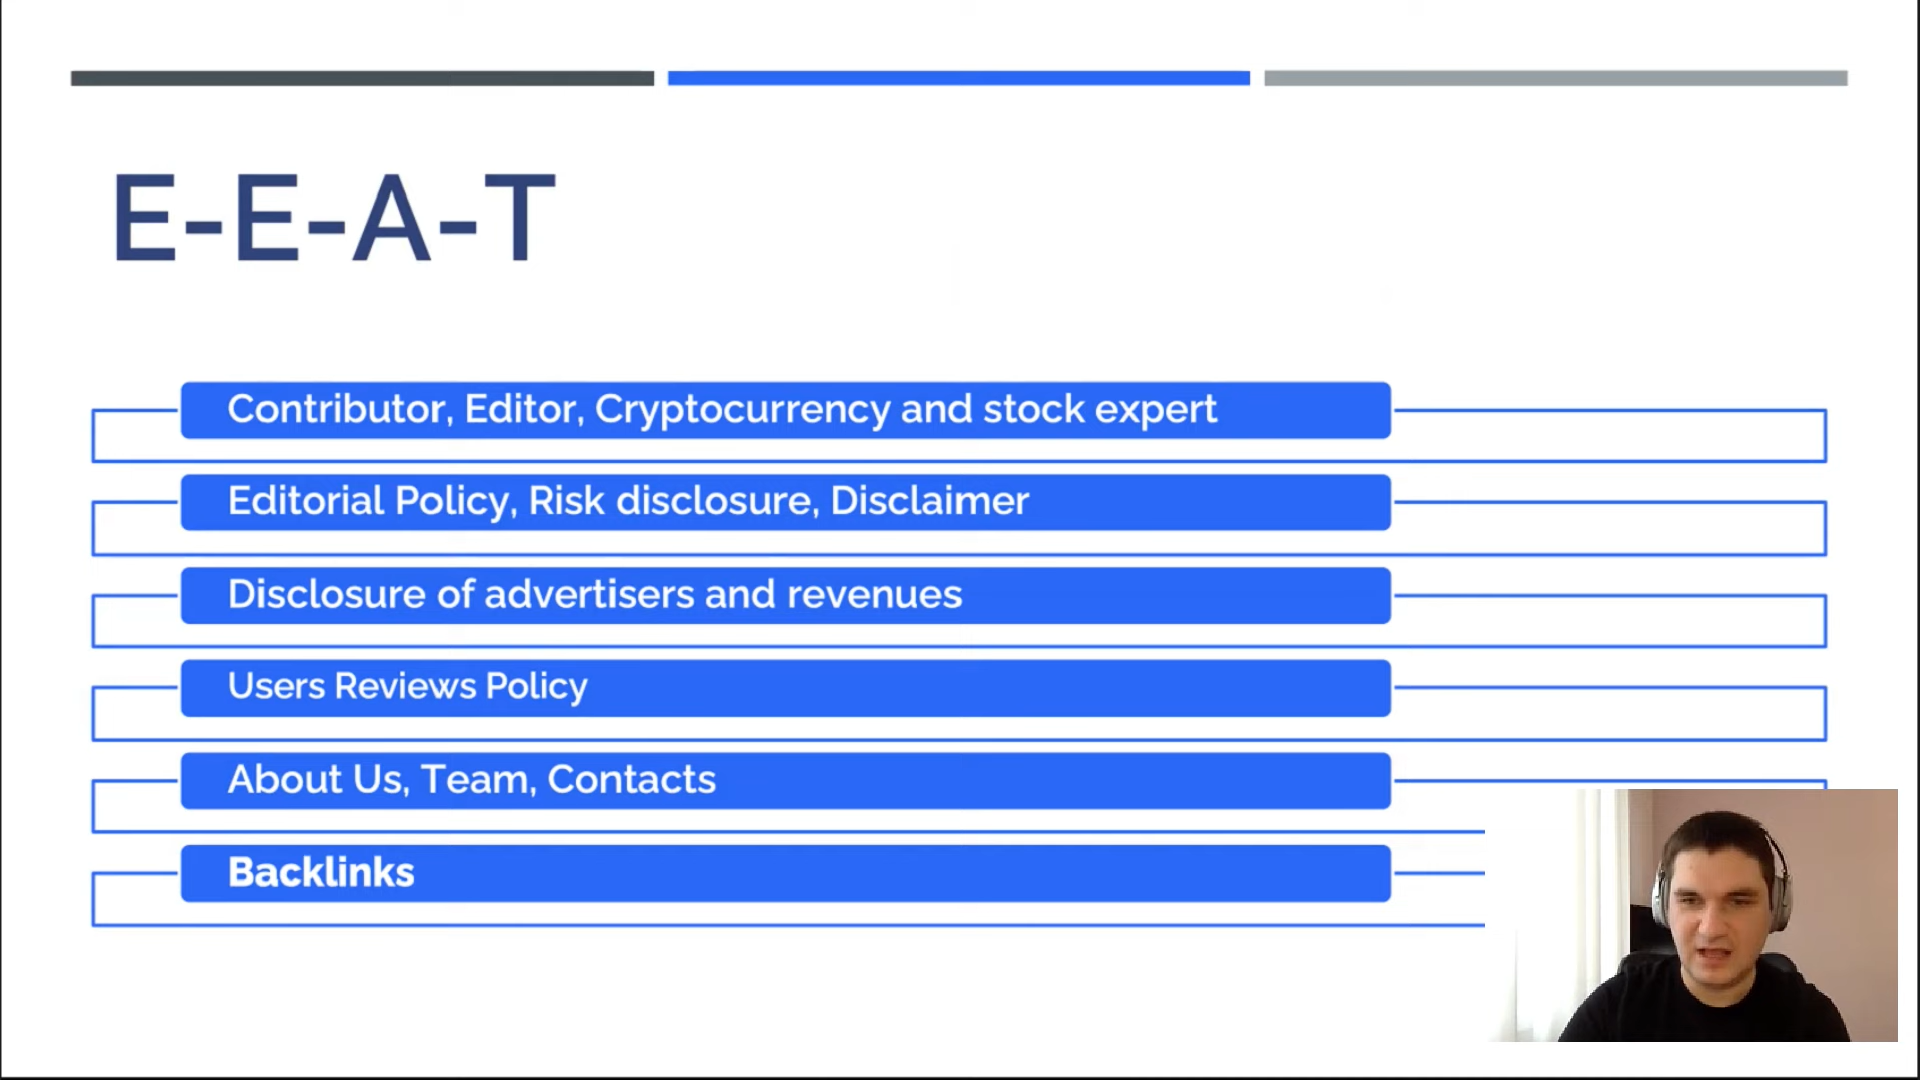 E-E-A-T
Contributor, Editor, Cryptocurrency and stock expert
Editorial Policy, Risk disclosure, Disclaimer
Disclosure of advertisers and revenues
Users Reviews Policy
About Us, Team, Contacts
Backlinks